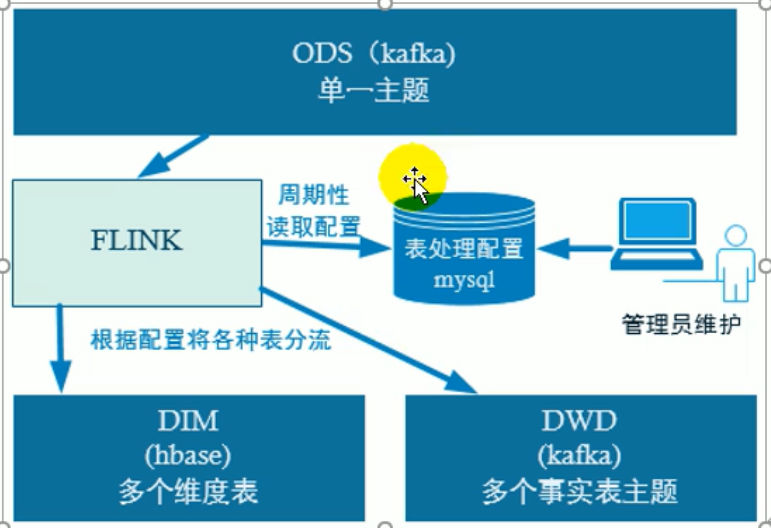 ODS（kafka)
单一主题
周期性
读取配置
FLINK
表处理配置
mysql
管理员维护
根据配置将各种表分流
DIM
(hbase)
多个维度表
DWD
(kafka)
多个事实表主题